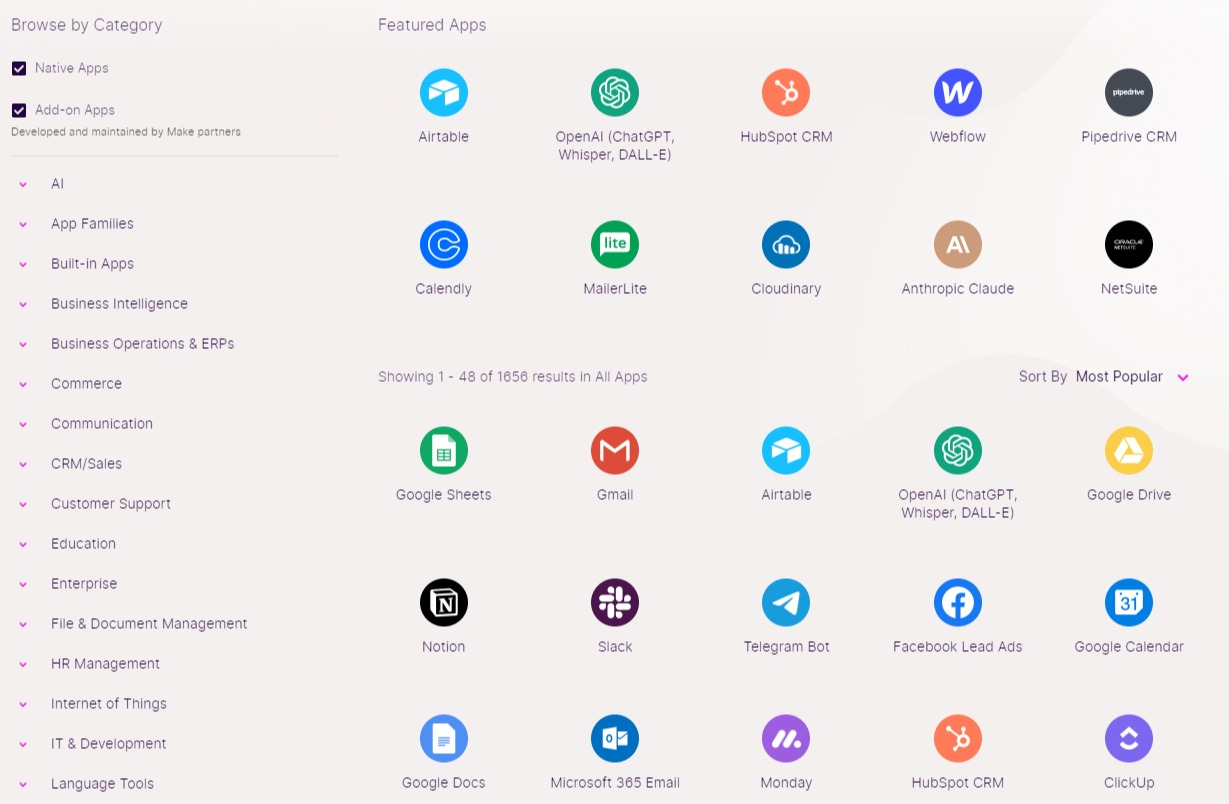 Browse by Category
Native Apps
Add-on Apps
Developed and maintained by Make partners
AI
App Families
Built-in Apps
Business Intelligence
Business Operations & ERPs
Commerce
Communication
CRM/Sales
Customer Support
Education
Enterprise
File & Document Management
HR Management
Internet of Things
IT & Development
Language Tools
Featured Apps
pipedrive
Airtable
OpenAI (ChatGPT,
Whisper, DALL-E)
HubSpot CRM
Webflow
Pipedrive CRM
lite
ORACLE
NETSUITE
Calendly
MailerLite
Cloudinary
Anthropic Claude
NetSuite
Showing 1 - 48 of 1656 results in All Apps
Sort By Most Popular
Google Sheets
Gmail
Airtable
OpenAI (ChatGPT,
Whisper, DALL-E)
Google Drive
31
Notion
Slack
Telegram Bot
Facebook Lead Ads
Google Calendar
Google Docs
Microsoft 365 Email
Monday
HubSpot CRM
ClickUp